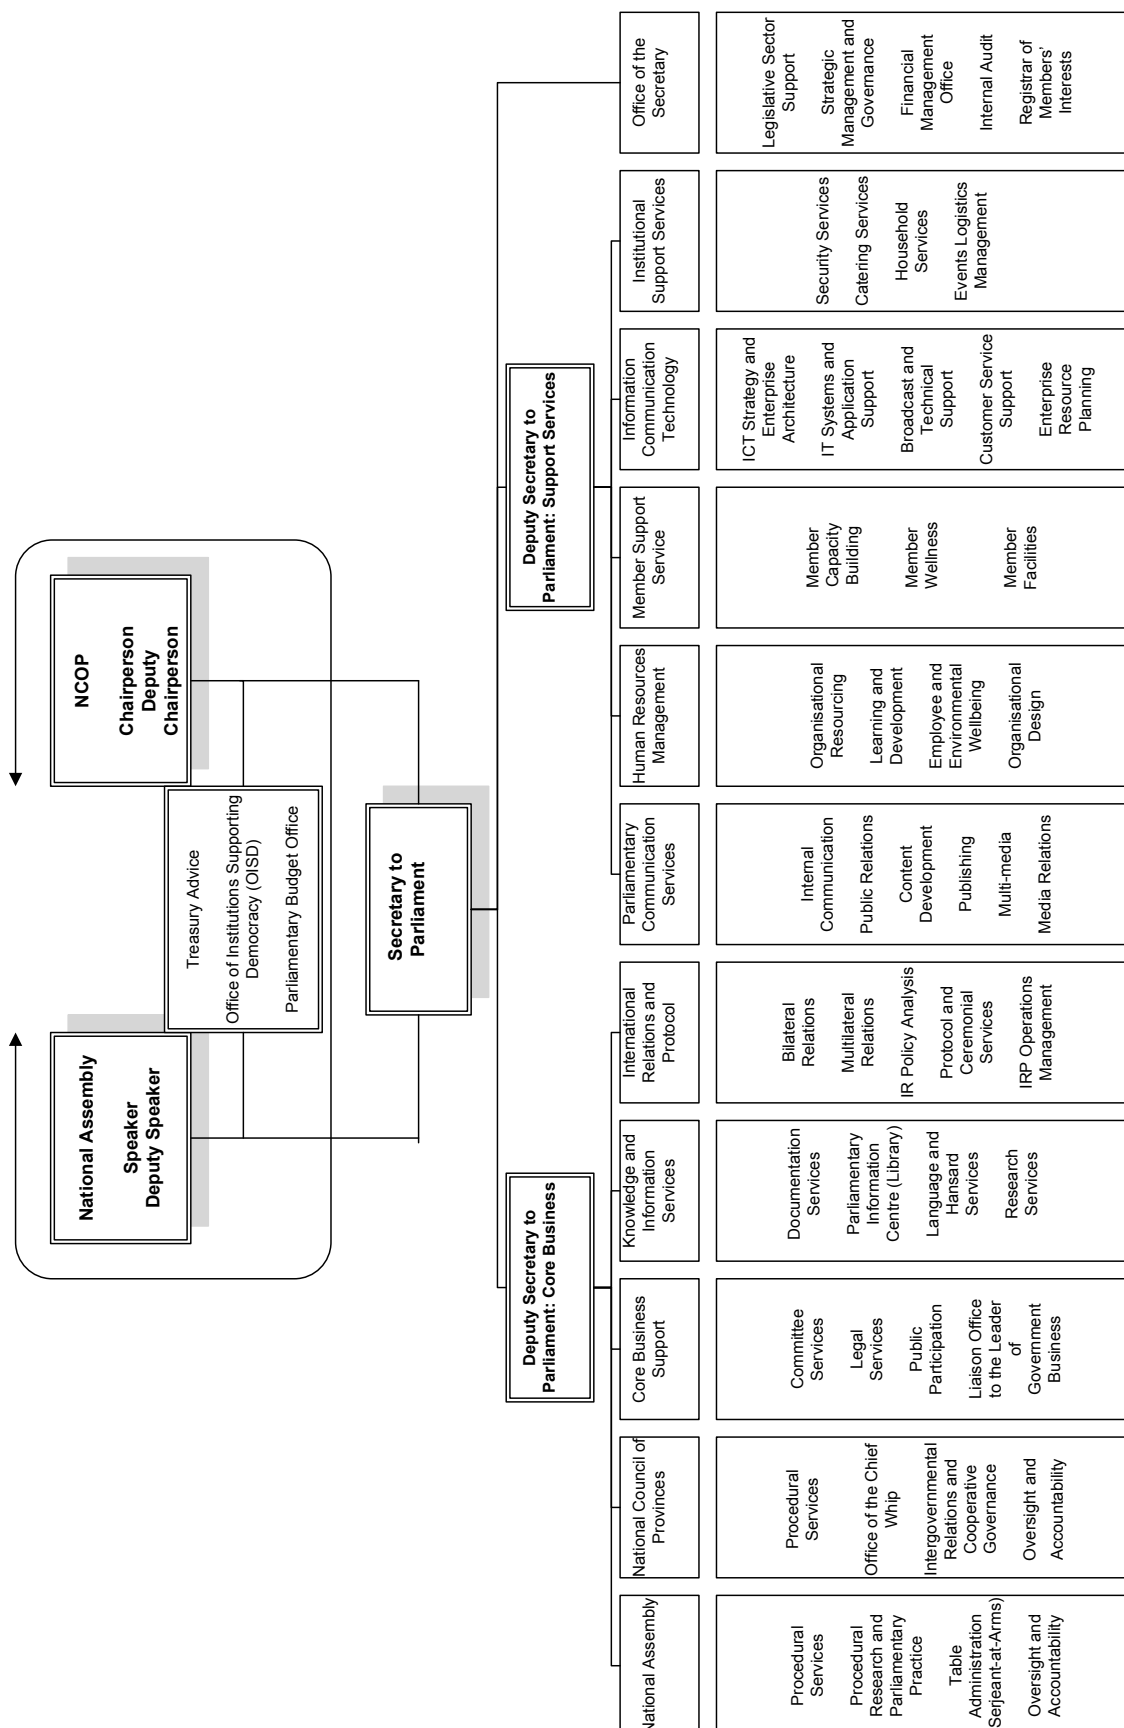 National Assembly
Speaker
Deputy Speaker
NCOP
Chairperson
Deputy
Chairperson
Treasury Advice
Office of Institutions Supporting
Democracy (OISD)
Parliamentary Budget Office
Secretary to
Parliament
Deputy Secretary to
Parliament: Core Business
Deputy Secretary to
Parliament: Support Services
National Assembly
Procedural
Services
Procedural
Research and
Parliamentary
Practice
Table
Administration
Serjeant-at-Arms)
Oversight and
Accountability
National Council of
Provinces
Procedural
Services
Office of the Chief
Whip
Intergovernmental
Relations and
Cooperative
Governance
Oversight and
Accountability
Core Business
Support
Committee
Services
Legal
Services
Public
Participation
Liaison Office
to the Leader
of
Government
Business
Knowledge and
Information
Services
Documentation
Services
Parliamentary
Information
Centre (Library)
Language and
Hansard
Services
Research
Services
International
Relations and
Protocol
Bilateral
Relations
Multilateral
Relations
IR Policy Analysis
Protocol and
Ceremonial
Services
IRP Operations
Management
Parliamentary
Communication
Services
Internal
Communication
Public Relations
Content
Development
Publishing
Multi-media
Media Relations
Human Resources
Management
Organisational
Resourcing
Learning and
Development
Employee and
Environmental
Wellbeing
Organisational
Design
Member Support
Service
Member
Capacity
Building
Member
Wellness
Member
Facilities
Information
Communication
Technology
ICT Strategy and
Enterprise
Architecture
IT Systems and
Application
Support
Broadcast and
Technical
Support
Customer Service
Support
Enterprise
Resource
Planning
Institutional
Support Services
Security Services
Catering Services
Household
Services
Events Logistics
Management
Office of the
Secretary
Legislative Sector
Support
Strategic
Management and
Governance
Financial
Management
Office
Internal Audit
Registrar of
Members'
Interests